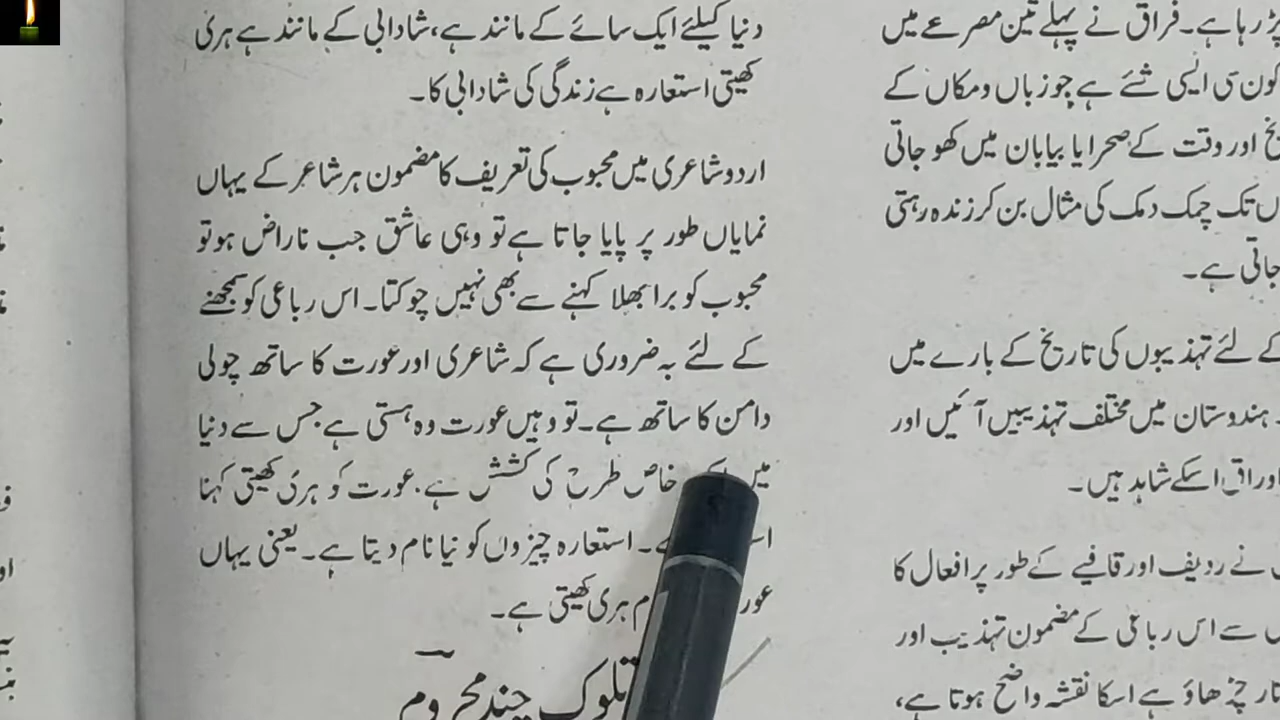 پڑ رہا ہے۔ فراق نے پہلے تین مصرعے میں
کون سی ایسی شئے ہے جو زباں و مکاں کے
اور وقت کے صحرا یا بیابان میں کھو جاتی
تک چمک دمک کی مثال بن کر زندہ رہتی
جاتی ہے۔
کے لئے تہذیبوں کی تاریخ کے بارے میں
ہندوستان میں مختلف تہذیبیں آئیں اور
اوراق اسکے شاہد ہیں۔
نے ردیف اور قافیے کے طور پر افعال کا
سے اس رباعی کے مضمون تہذیب اور
چڑھاؤ ہے اسکا نقشہ واضح ہوتا ہے،
دنیا کیلئے ایک سائے کے مانند ہے، شادابی کے مانند ہے ہری
کھیتی استعارہ ہے زندگی کی شادابی کا۔
اردو شاعری میں محبوب کی تعریف کا مضمون ہر شاعر کے یہاں
نمایاں طور پر پایا جاتا ہے تو وہی عاشق جب ناراض ہو تو
محبوب کو برا بھلا کہنے سے بھی نہیں چوکتا۔ اس رباعی کو سمجھنے
کے لئے یہ ضروری ہے کہ شاعری اور عورت کا ساتھ چولی
دامن کا ساتھ ہے۔ تو وہیں عورت وہ ہستی ہے جس سے دنیا
میں خاص طرح کی کشش ہے۔ عورت کو ہری کھیتی کہنا
استعارہ چیزوں کو نیا نام دیتا ہے۔ یعنی یہاں
ہری کھیتی ہے۔
تلوک چند محروم